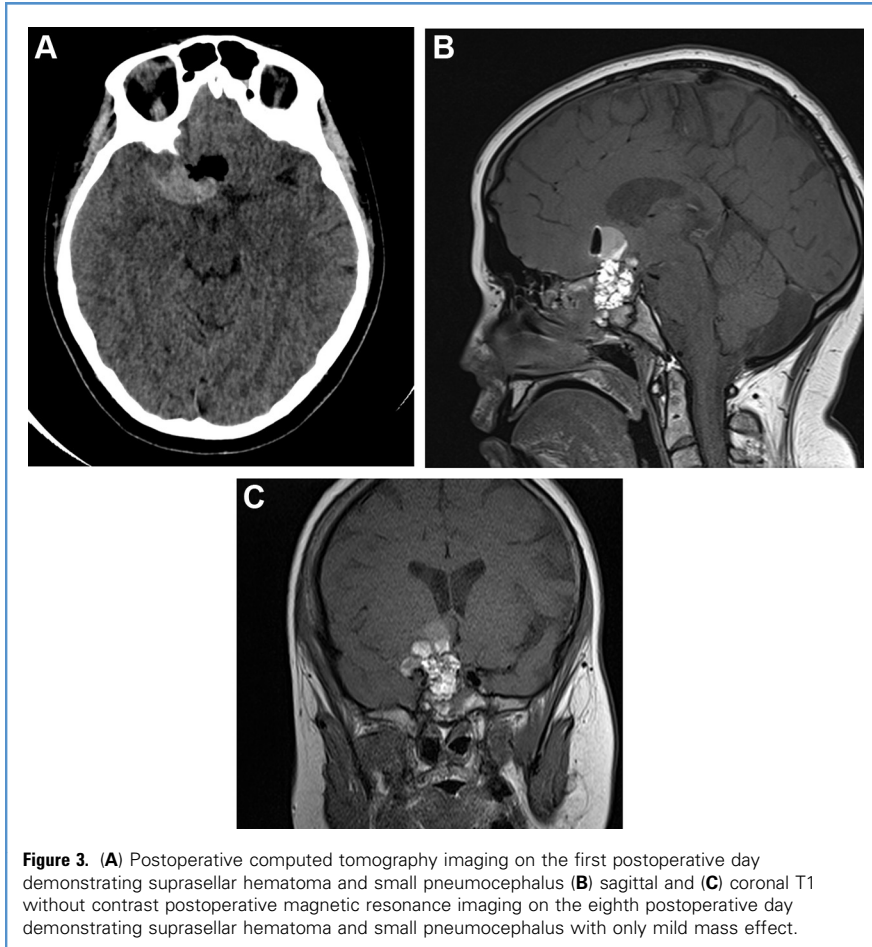 A
B
C
Figure 3. (A) Postoperative computed tomography imaging on the first postoperative day
demonstrating suprasellar hematoma and small pneumocephalus (B) sagittal and (C) coronal T1
without contrast postoperative magnetic resonance imaging on the eighth postoperative day
demonstrating suprasellar hematoma and small pneumocephalus with only mild mass effect.